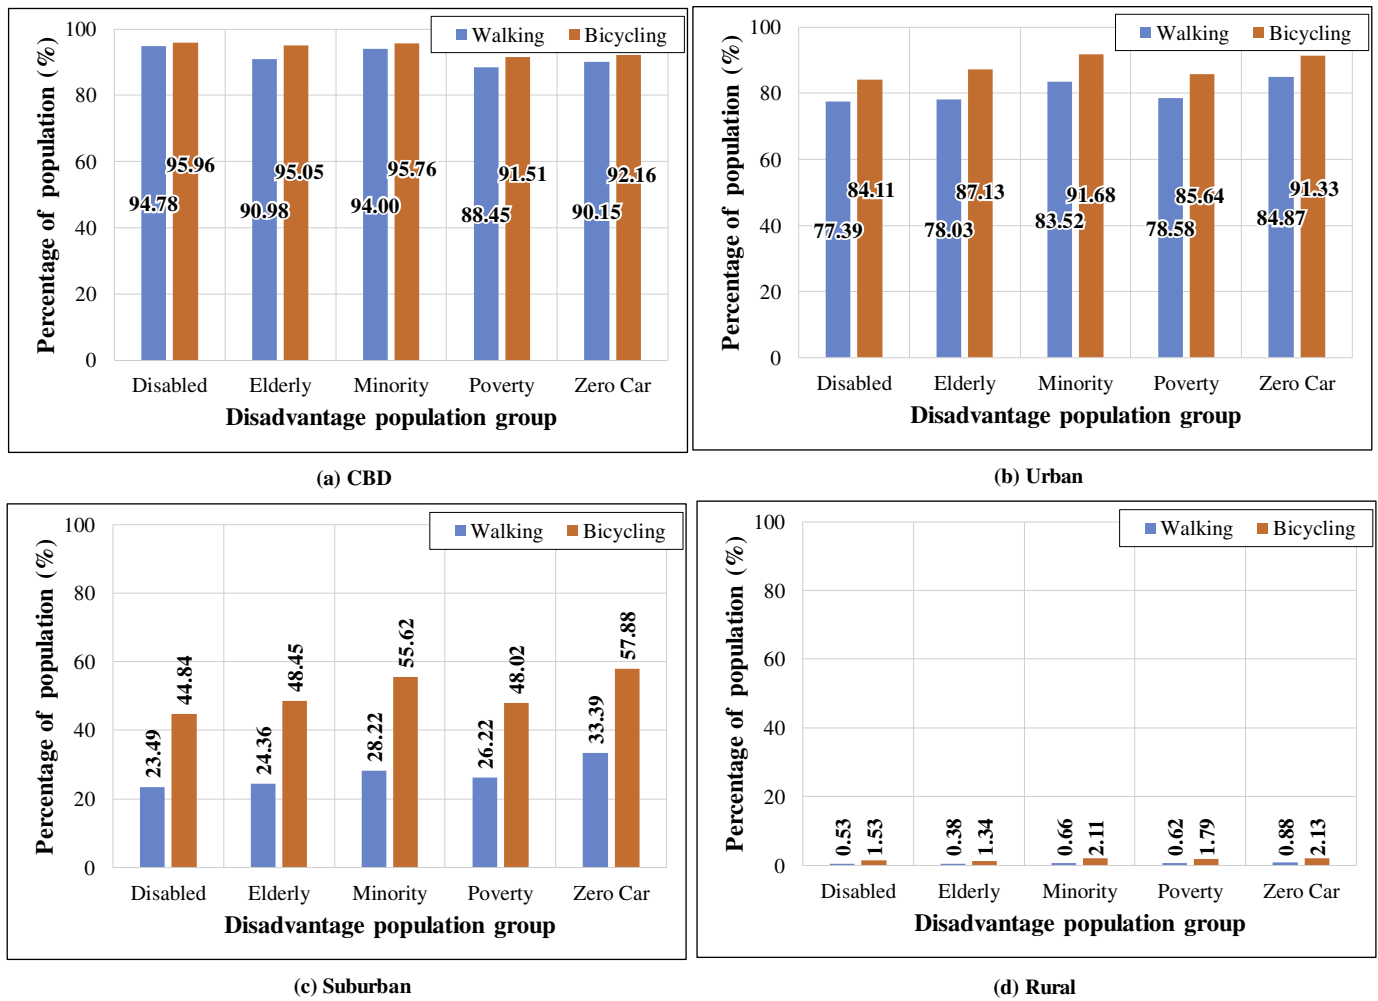 Percentage of population (%)
100
80
60
40
20
0
Walking Bicycling
94.78 95.96 90.98 95.05 94.00 95.76 88.45 91.51 90.15 92.16
Disabled Elderly Minority Poverty Zero Car
Disadvantage population group
(a) CBD
Percentage of population (%)
100
80
60
40
20
0
Walking Bicycling
77.39 84.11 78.03 87.13 83.52 91.68 78.58 85.64 84.87 91.33
Disabled Elderly Minority Poverty Zero Car
Disadvantage population group
(b) Urban
Percentage of population (%)
100
80
60
40
20
0
Walking Bicycling
23.49 44.84 24.36 48.45 28.22 55.62 26.22 48.02 33.39 57.88
Disabled Elderly Minority Poverty Zero Car
Disadvantage population group
(c) Suburban
Percentage of population (%)
100
80
60
40
20
0
Walking Bicycling
0.53 1.53 0.38 1.34 0.66 2.11 0.62 1.79 0.88 2.13
Disabled Elderly Minority Poverty Zero Car
Disadvantage population group
(d) Rural